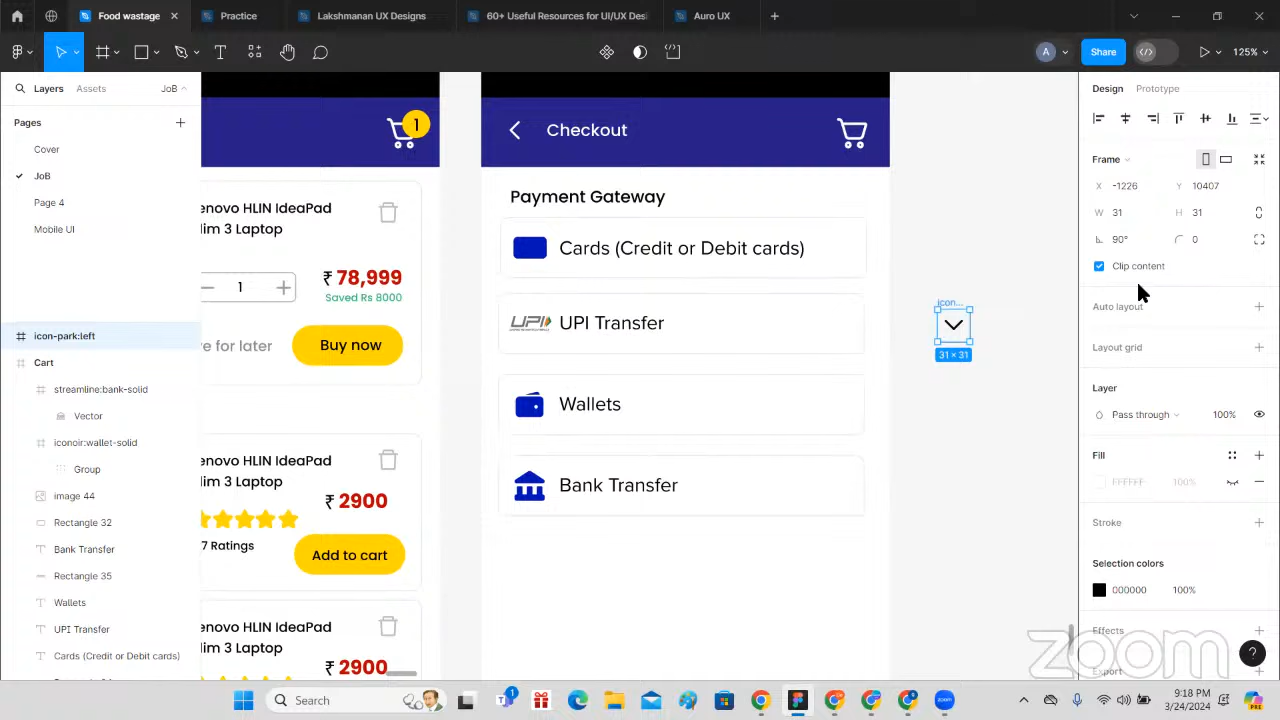 Food wastage
Practice
Lakshmanan UX Designs
60+ Useful Resources for UI/UX Des
Auro UX
A
Share
125%
Layers
Assets
JoB
Pages
Cover
JoB
Page 4
Mobile UI
icon-park:left
Cart
streamline:bank-solid
Vector
iconoir:wallet-solid
Group
image 44
Rectangle 32
Bank Transfer
Rectangle 35
Wallets
UPI Transfer
Cards (Credit or Debit cards)
1
enovo HLIN IdeaPad
lim 3 Laptop
1
₹ 78,999
Saved Rs 8000
e for later
Buy now
enovo HLIN IdeaPad
lim 3 Laptop
₹ 2900
7 Ratings
Add to cart
enovo HLIN IdeaPad
lim 3 Laptop
₹ 2900
Checkout
Payment Gateway
Cards (Credit or Debit cards)
UPI
UPI Transfer
Wallets
Bank Transfer
icon...
31 × 31
Design
Prototype
Frame
X -1226
Y 10407
W 31
H 31
90°
0
Clip content
Auto layout
Layout grid
Layer
Pass through
100%
Fill
FFFFFF
100%
Stroke
Selection colors
000000
100%
Effects
Export
zoom
?
Search
1
zoom
9:18 PM
3/24/2024